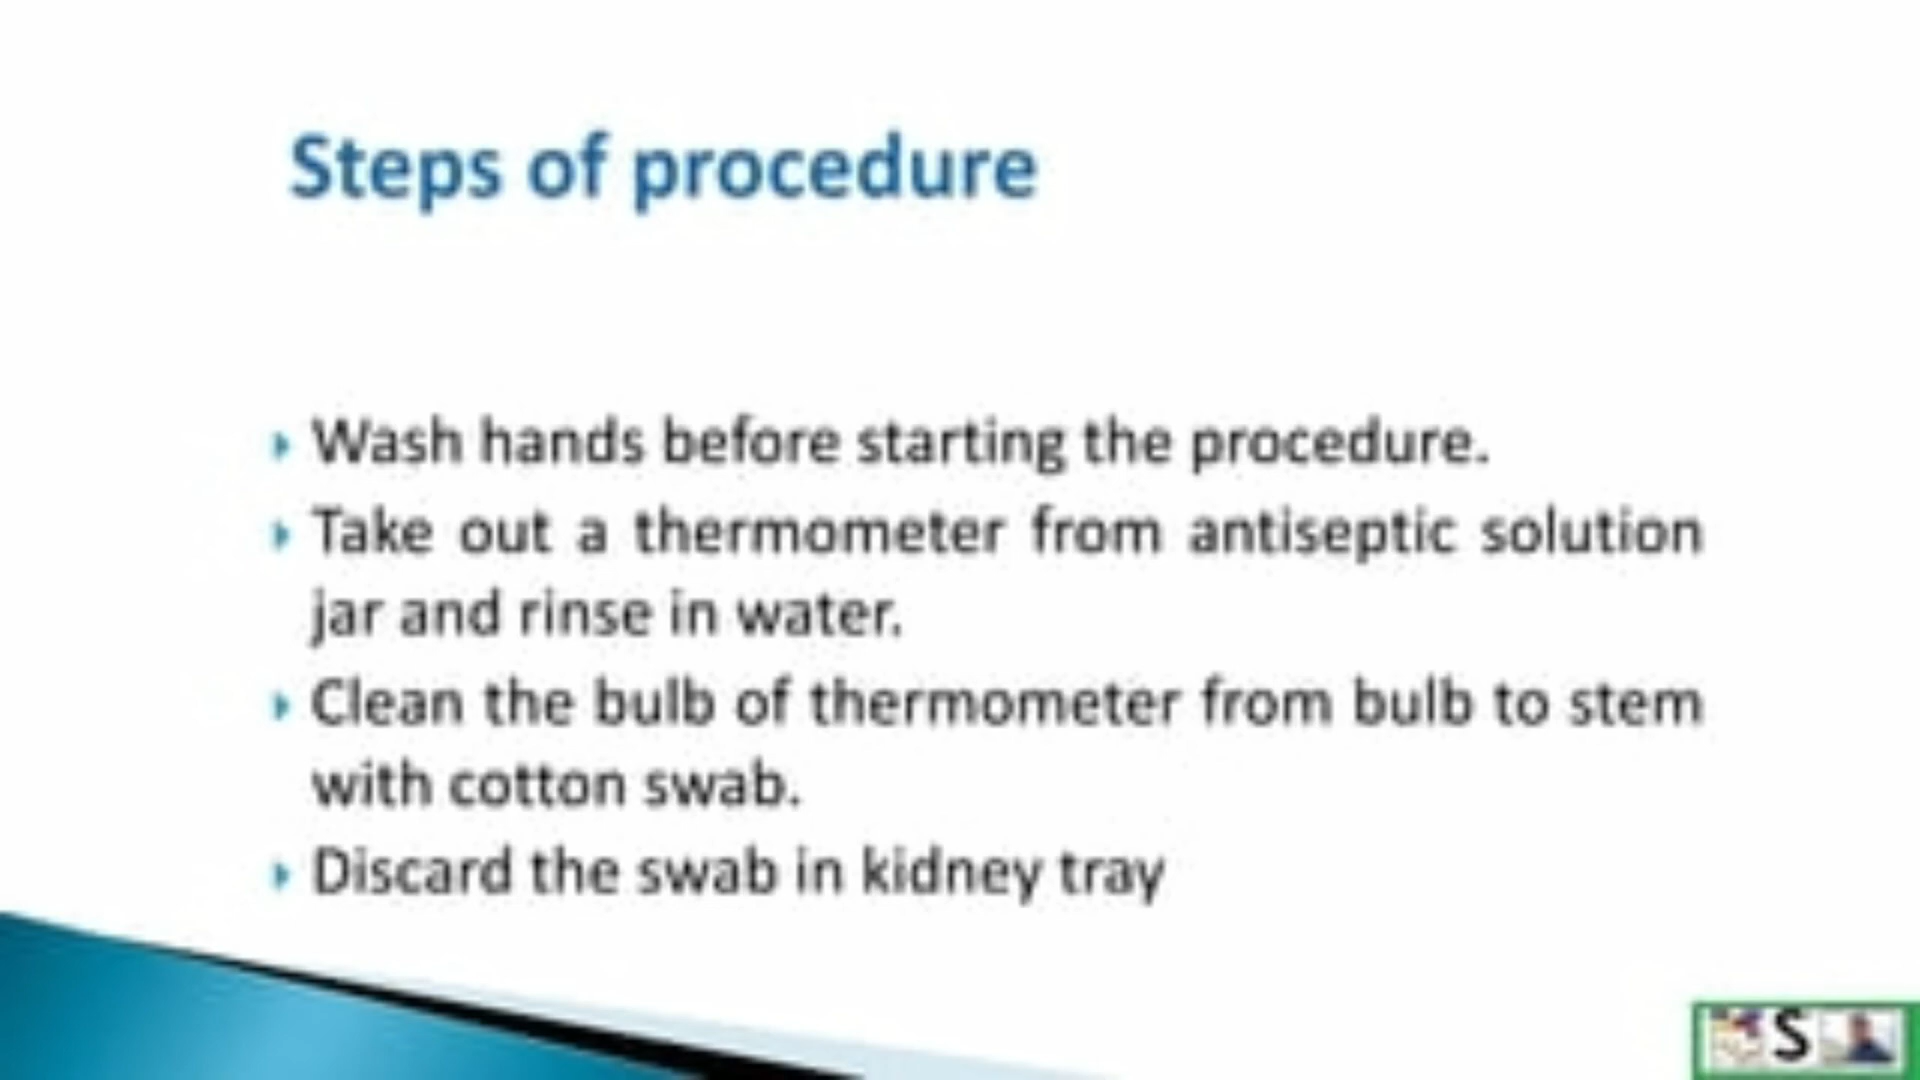 Steps of procedure
Wash hands before starting the procedure.
Take out a thermometer from antiseptic solution
jar and rinse in water.
Clean the bulb of thermometer from bulb to stem
with cotton swab.
Discard the swab in kidney tray
S